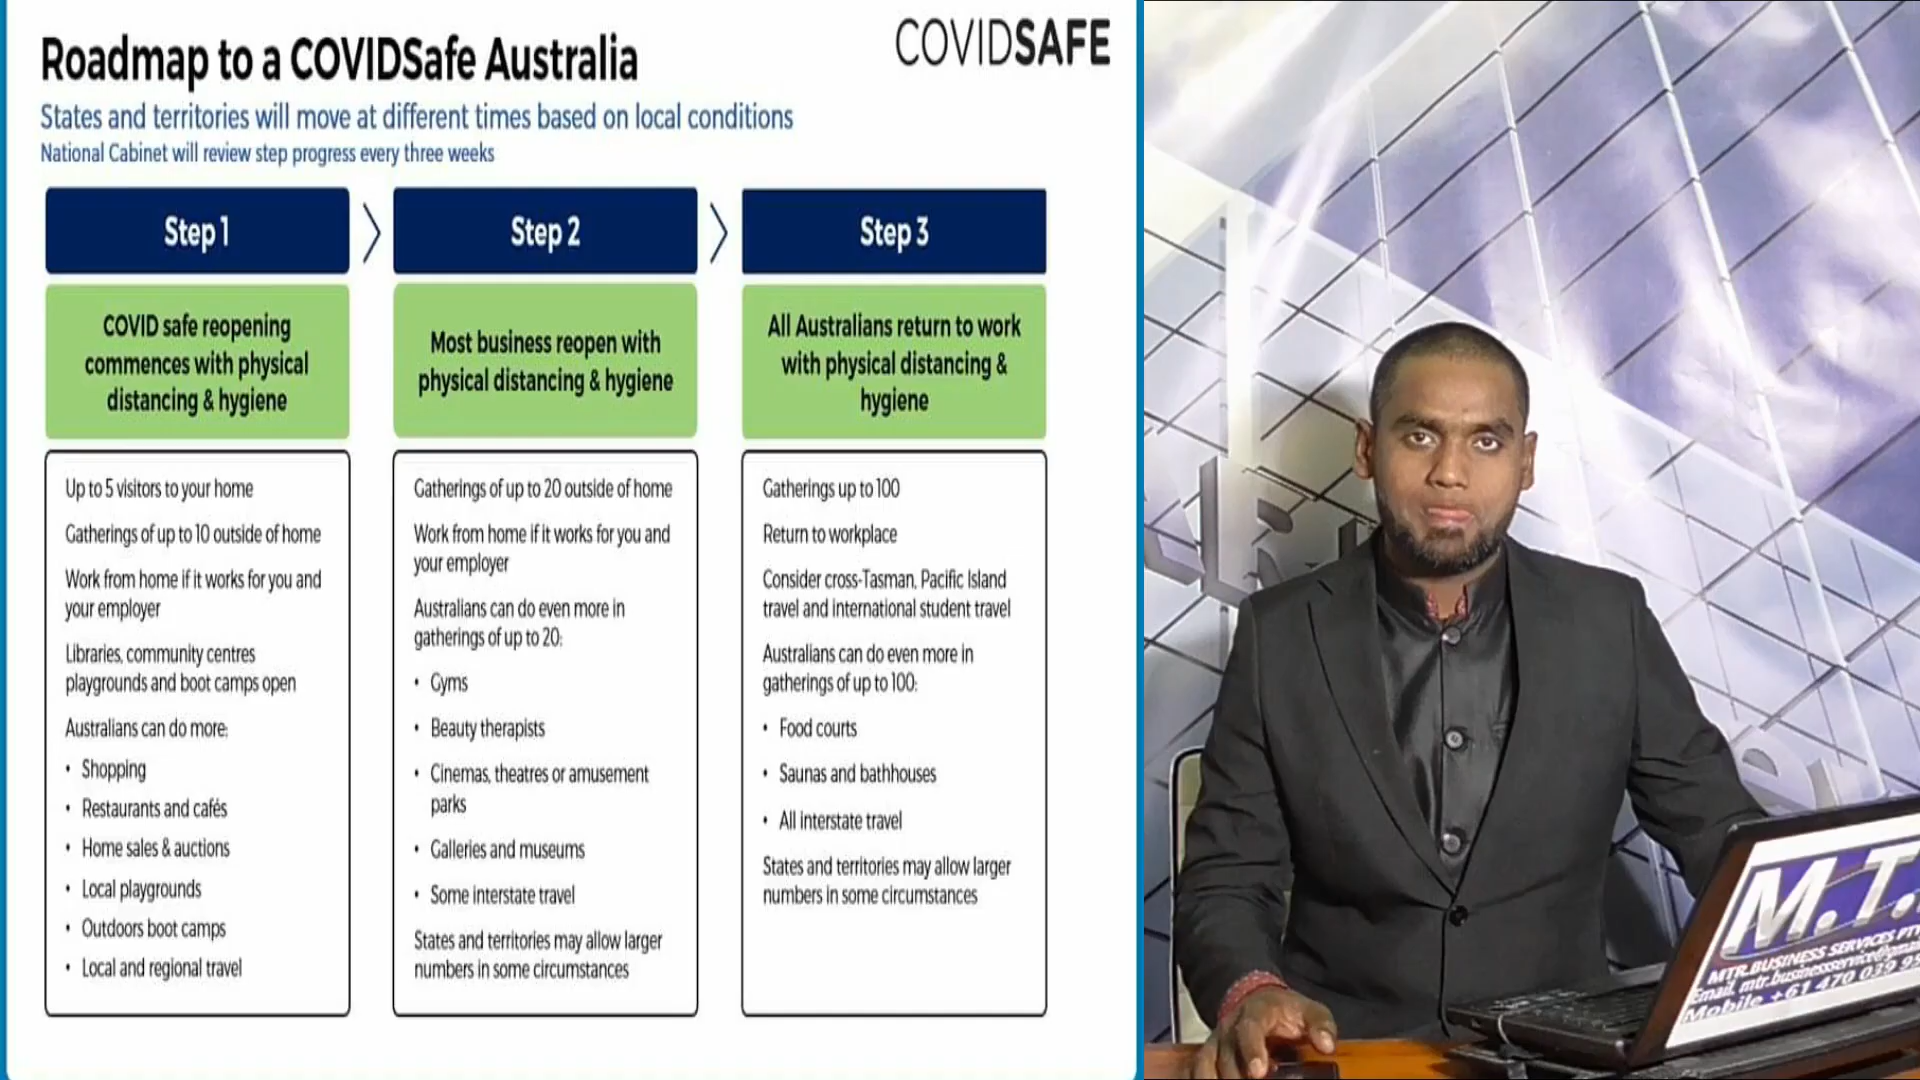 COVIDSAFE
Roadmap to a COVIDSafe Australia
States and territories will move at different times based on local conditions
National Cabinet will review step progress every three weeks
Step 1
COVID safe reopening
commences with physical
distancing & hygiene
Up to 5 visitors to your home
Gatherings of up to 10 outside of home
Work from home if it works for you and
your employer
Libraries, community centres
playgrounds and boot camps open
Australians can do more:
• Shopping
• Restaurants and cafés
• Home sales & auctions
• Local playgrounds
• Outdoors boot camps
• Local and regional travel
Step 2
Most business reopen with
physical distancing & hygiene
Gatherings of up to 20 outside of home
Work from home if it works for you and
your employer
Australians can do even more in
gatherings of up to 20:
• Gyms
• Beauty therapists
• Cinemas, theatres or amusement
parks
• Galleries and museums
• Some interstate travel
States and territories may allow larger
numbers in some circumstances
Step 3
All Australians return to work
with physical distancing &
hygiene
Gatherings up to 100
Return to workplace
Consider cross-Tasman, Pacific Island
travel and international student travel
Australians can do even more in
gatherings of up to 100:
• Food courts
• Saunas and bathhouses
• All interstate travel
States and territories may allow larger
numbers in some circumstances
M.T.
MTR.BUSINESS SERVICES PTY
Email. mtr.businessservice@
Mobile +61 470 039